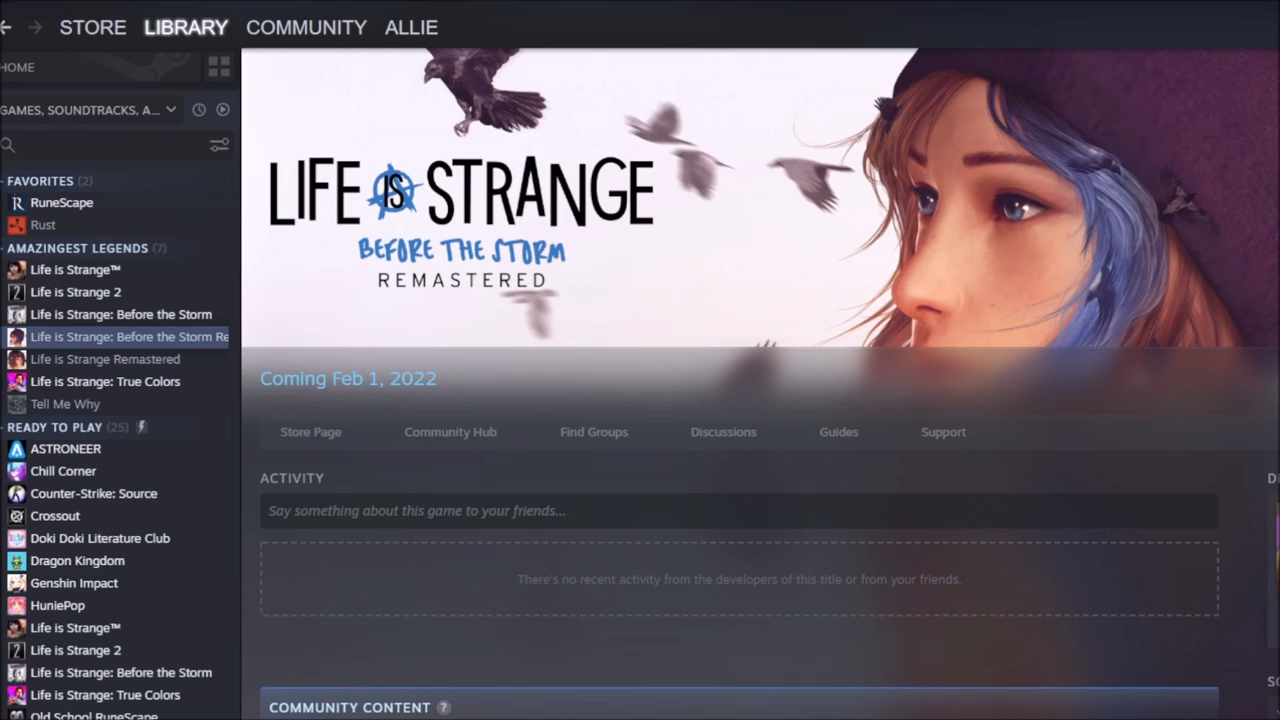 STORE LIBRARY COMMUNITY ALLIE
HOME
GAMES, SOUNDTRACKS, A...
FAVORITES (2)
RuneScape
Rust
AMAZINGEST LEGENDS (7)
Life is Strange™
Life is Strange 2
Life is Strange: Before the Storm
Life is Strange: Before the Storm Re
Life is Strange Remastered
Life is Strange: True Colors
Tell Me Why
READY TO PLAY (25)
ASTRONEER
Chill Corner
Counter-Strike: Source
Crossout
Doki Doki Literature Club
Dragon Kingdom
Genshin Impact
HuniePop
Life is Strange™
Life is Strange 2
Life is Strange: Before the Storm
Life is Strange: True Colors
Old School RuneScape
LIFE IS STRANGE
BEFORE THE STORM
REMASTERED
Coming Feb 1, 2022
Store Page Community Hub Find Groups Discussions Guides Support
ACTIVITY
Say something about this game to your friends...
There's no recent activity from the developers of this title or from your friends.
COMMUNITY CONTENT ?